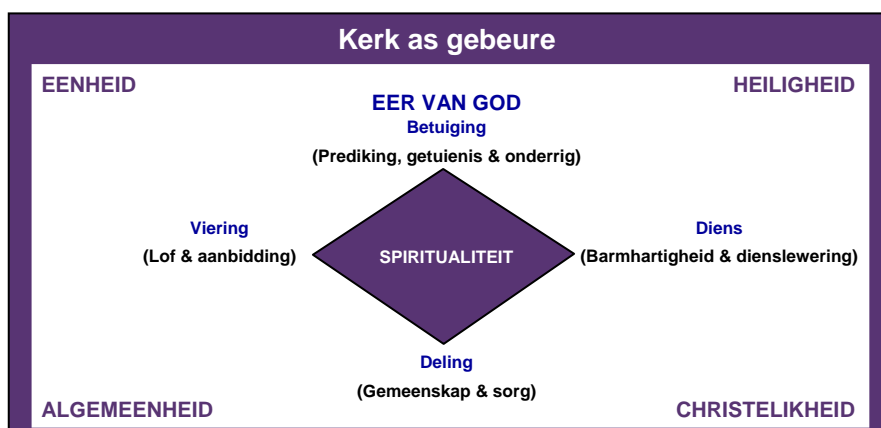 Kerk as gebeure
EENHEID
HEILIGHEID
EER VAN GOD
Betuiging
(Prediking, getuienis & onderrig)
Viering
(Lof & aanbidding)
SPIRITUALITEIT
Diens
(Barmhartigheid & dienslewering)
Deling
(Gemeenskap & sorg)
ALGEMEENHEID
CHRISTELIKHEID